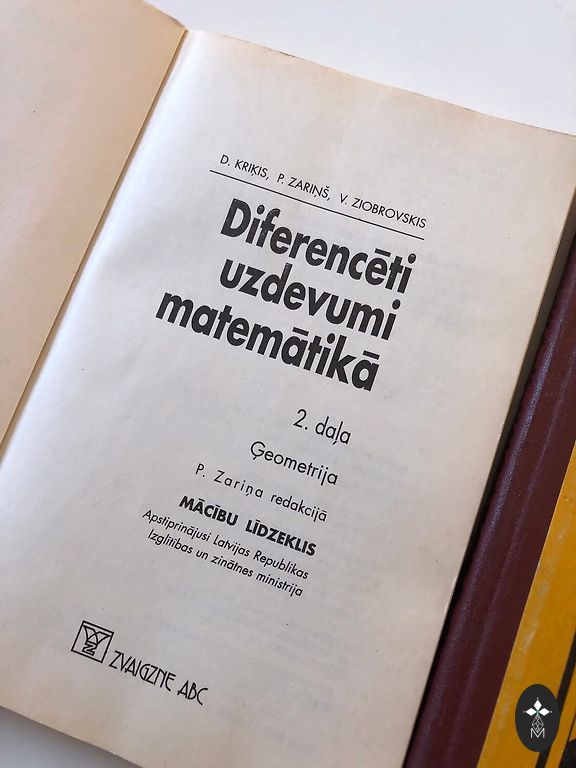 D. KRIĶIS, P. ZARIŅŠ, V. ZIOBROVSKIS
Diferencēti
uzdevumi
matemātikā
2. daļa
Ģeometrija
P. Zariņa redakcijā
MĀCĪBU LĪDZEKLIS
Apstiprinājusi Latvijas Republikas
Izglītības un zinātnes ministrija
ZVAIGZNE ABC
M